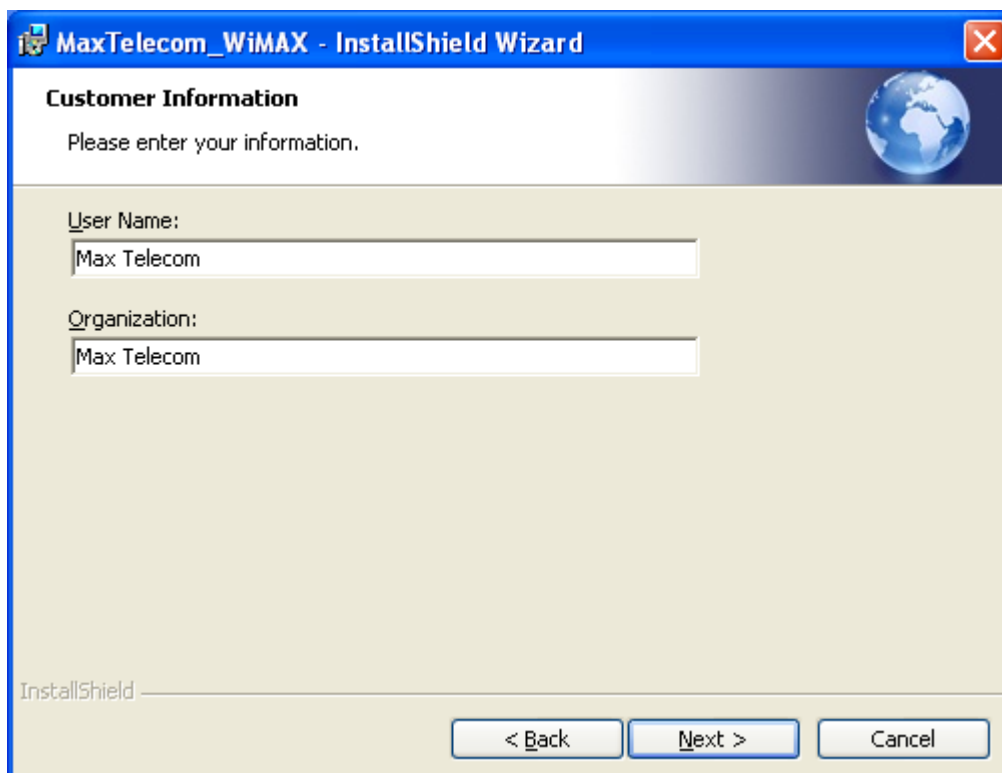 MaxTelecom_WiMAX - InstallShield Wizard
Customer Information
Please enter your information.
User Name:
Max Telecom
Organization:
Max Telecom
InstallShield
< Back
Next >
Cancel